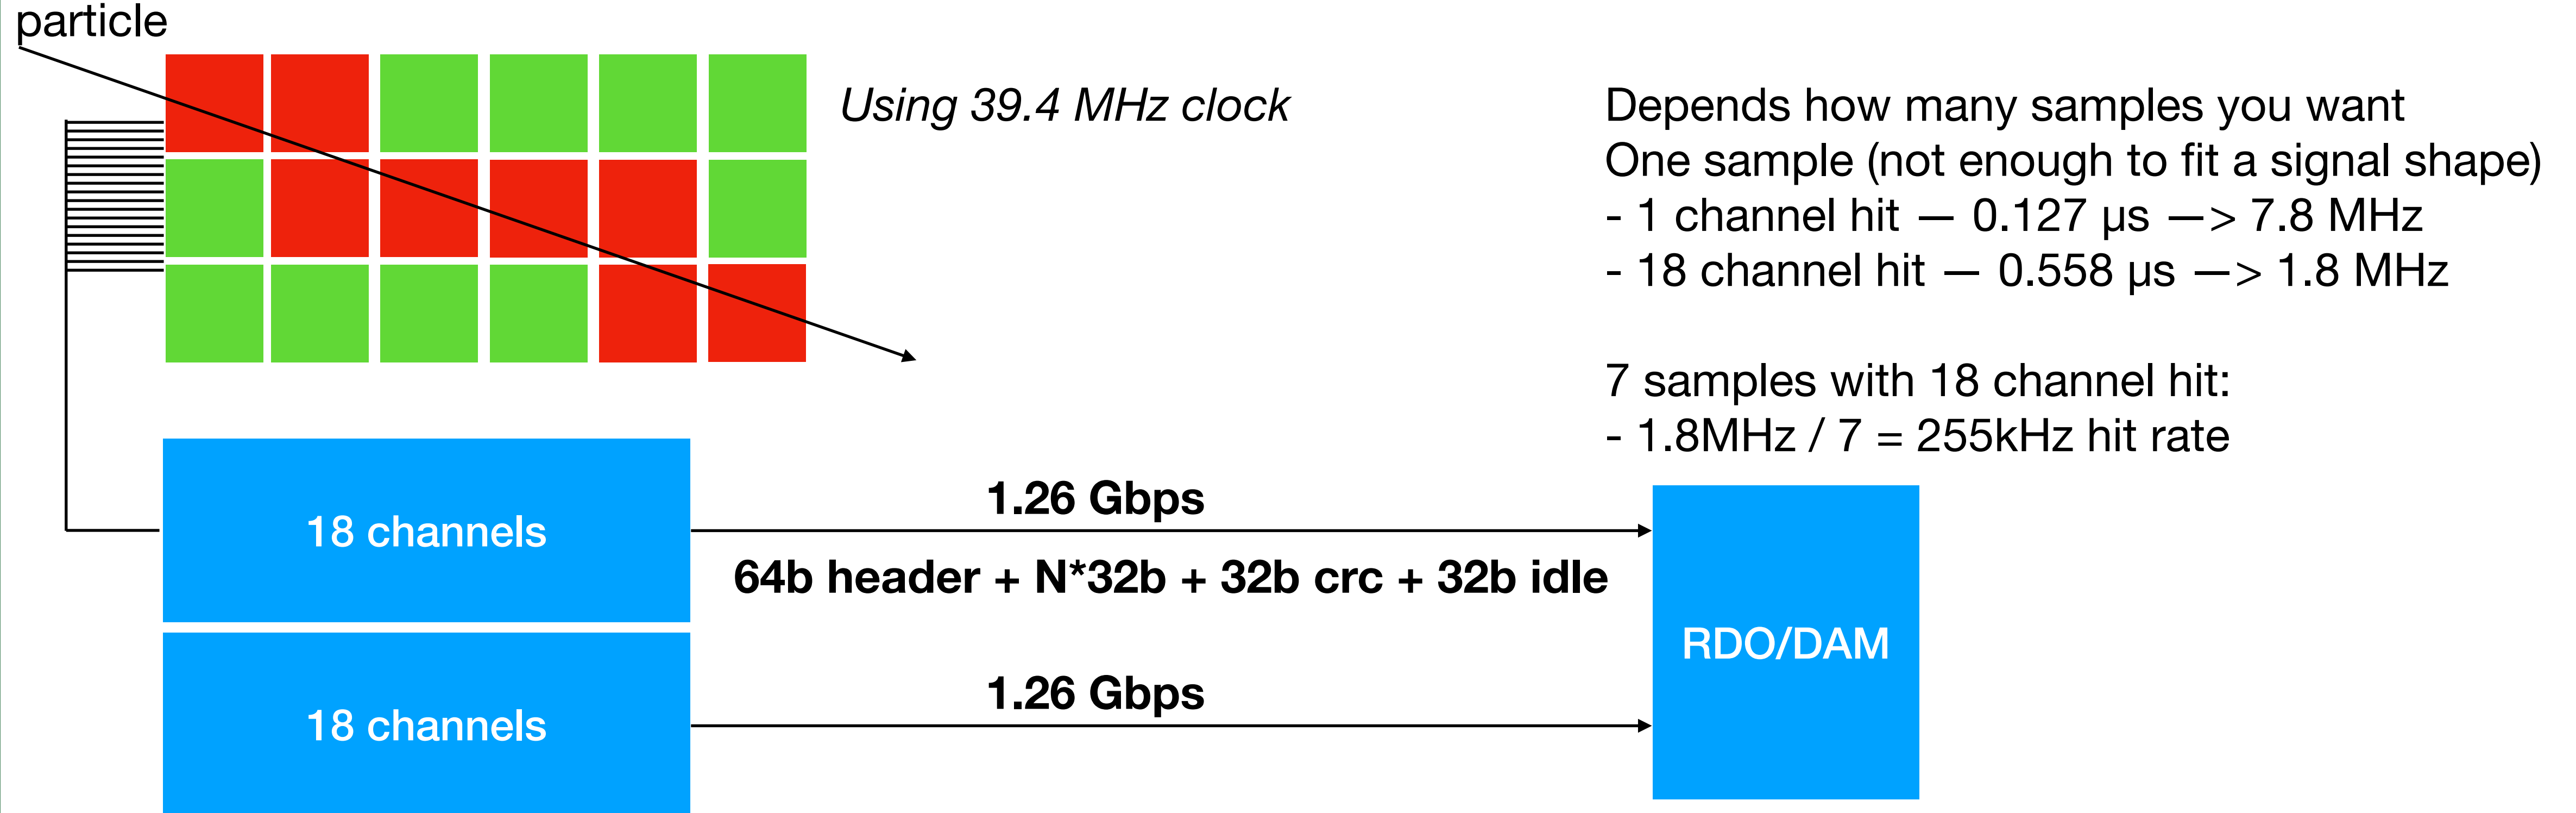 particle
Using 39.4 MHz clock
Depends how many samples you want
One sample (not enough to fit a signal shape)
- 1 channel hit — 0.127 µs —> 7.8 MHz
- 18 channel hit — 0.558 µs —> 1.8 MHz
7 samples with 18 channel hit:
- 1.8MHz / 7 = 255kHz hit rate
18 channels
1.26 Gbps
64b header + N*32b + 32b crc + 32b idle
RDO/DAM
18 channels
1.26 Gbps